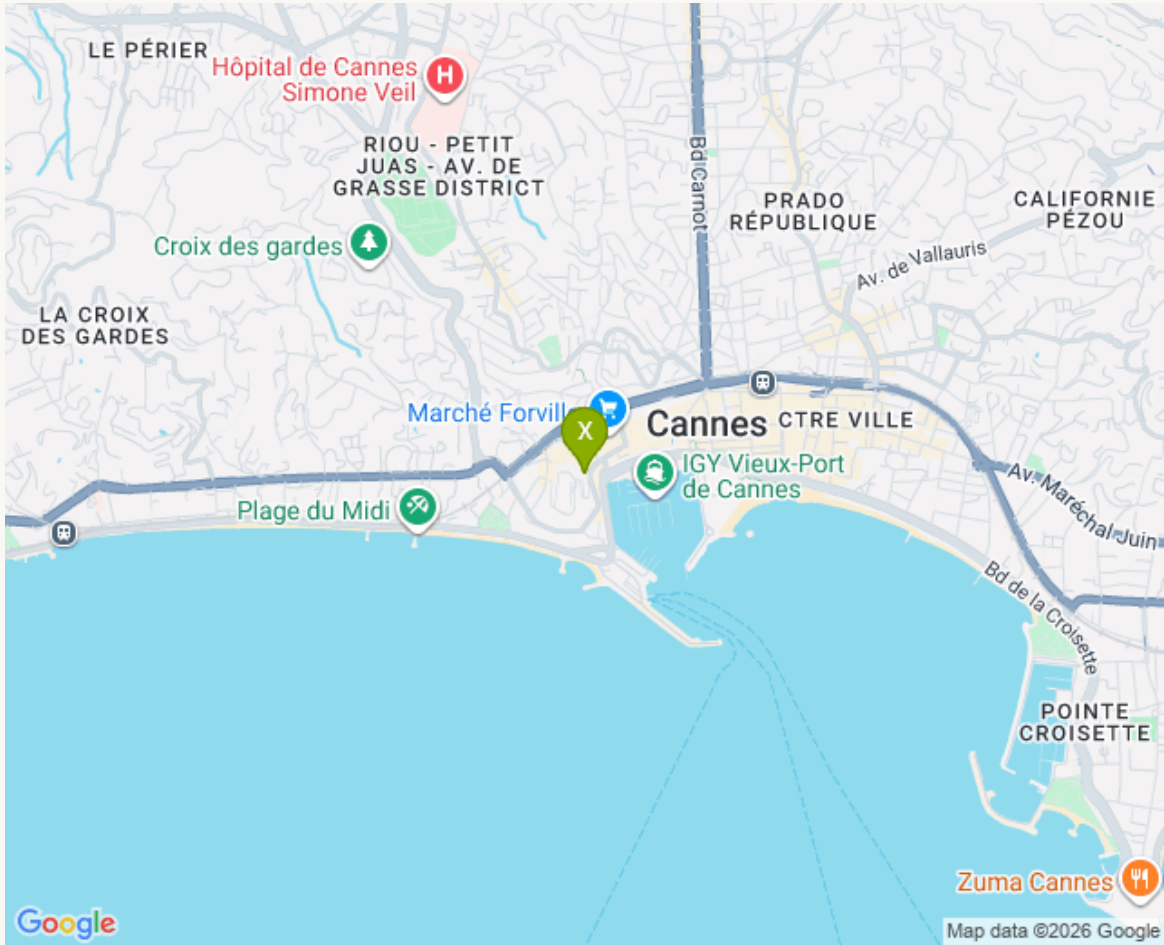 LE PÉRIER
Hôpital de Cannes
Simone Veil
H
RIOU - PETIT
JUAS - AV. DE
GRASSE DISTRICT
Bd Carnot
PRADO
RÉPUBLIQUE
CALIFORNIE
PÉZOU
Croix des gardes
Av. de Vallauris
LA CROIX
DES GARDES
Marché Forville
X
Cannes
CTRE VILLE
IGY Vieux-Port
de Cannes
Plage du Midi
Av. Maréchal Juin
Bd de la Croisette
POINTE
CROISETTE
Zuma Cannes
Google
Map data ©2026 Google